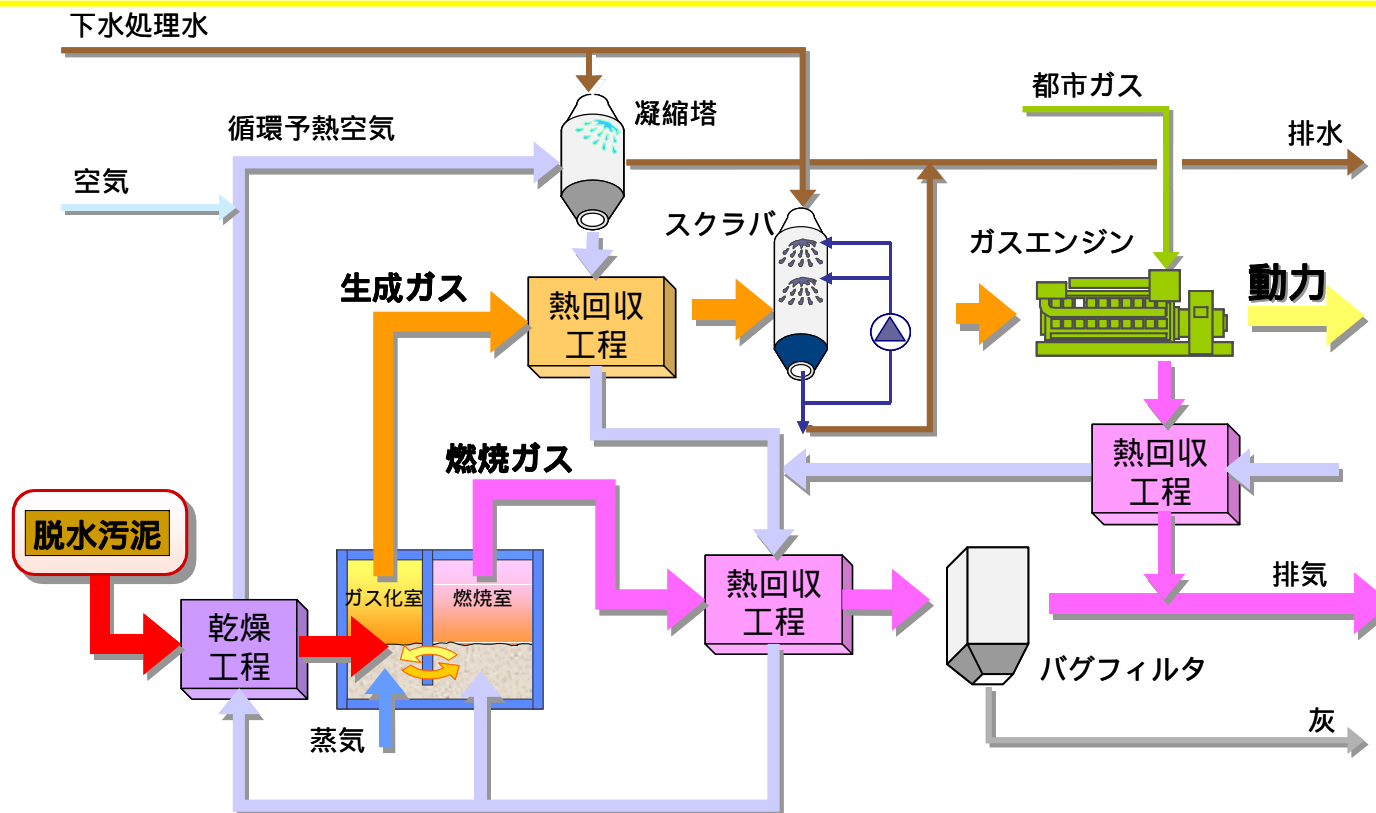 下水処理水
都市ガス
凝縮塔
循環予熱空気
排水
空気
スクラバ
ガスエンジン
生成ガス
動力
熱回収
工程
燃焼ガス
熱回収
工程
脱水汚泥
熱回収
工程
排気
ガス化室
燃焼室
乾燥
工程
バグフィルタ
灰
蒸気